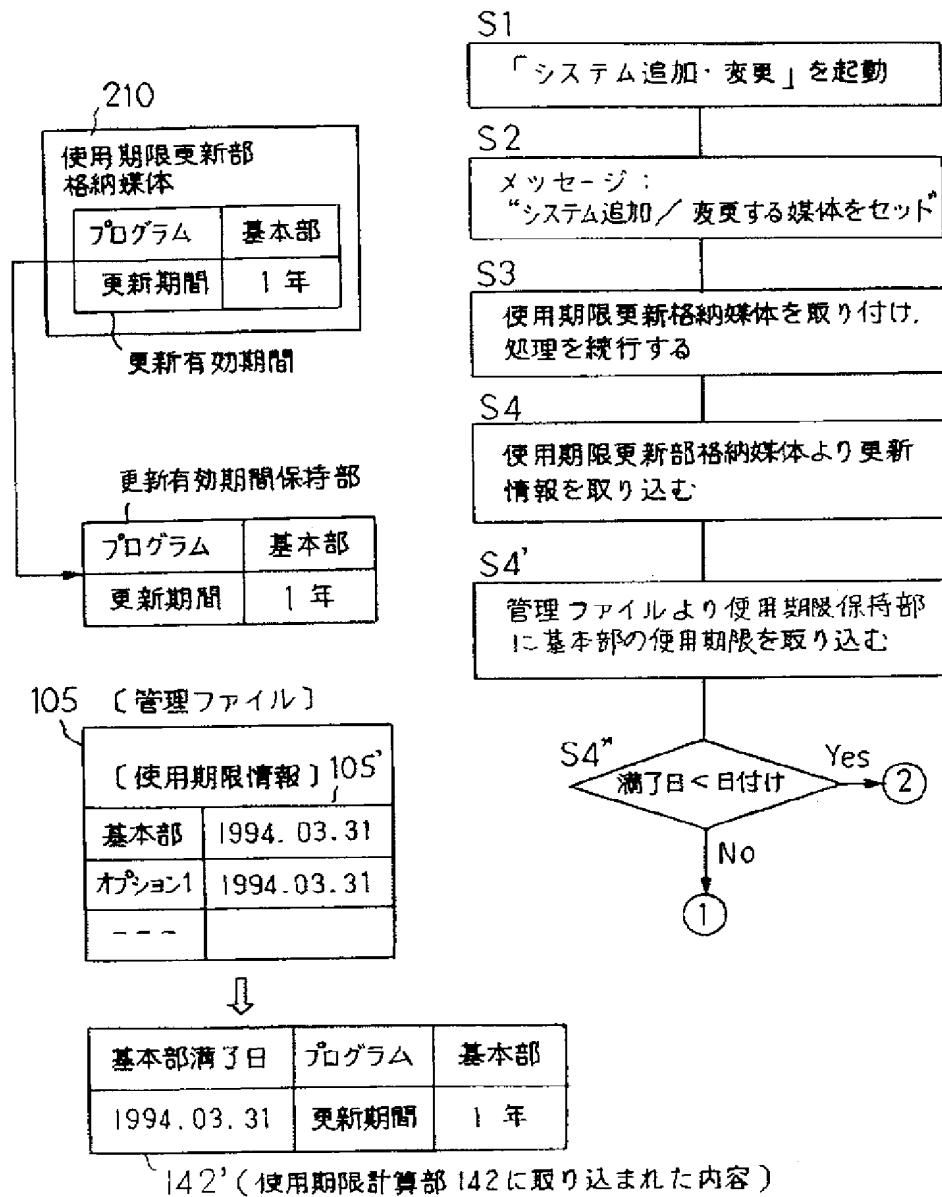 S1
「システム追加・変更」を起動
S2
メッセージ:
“システム追加/変更する媒体をセット”
S3
使用期限更新格納媒体を取り付け,
処理を続行する
S4
使用期限更新部格納媒体より更新
情報を取り込む
S4'
管理ファイルより使用期限保持部
に基本部の使用期限を取り込む
S4"
満了日<日付け
Yes
②
No
①
210
使用期限更新部
格納媒体
プログラム 基本部
更新期間 1年
更新有効期間
更新有効期間保持部
プログラム 基本部
更新期間 1年
105 〔管理ファイル〕
〔使用期限情報〕105'
基本部 1994.03.31
オプション1 1994.03.31
---
基本部満了日 プログラム 基本部
1994.03.31 更新期間 1年
142'(使用期限計算部142に取り込まれた内容)